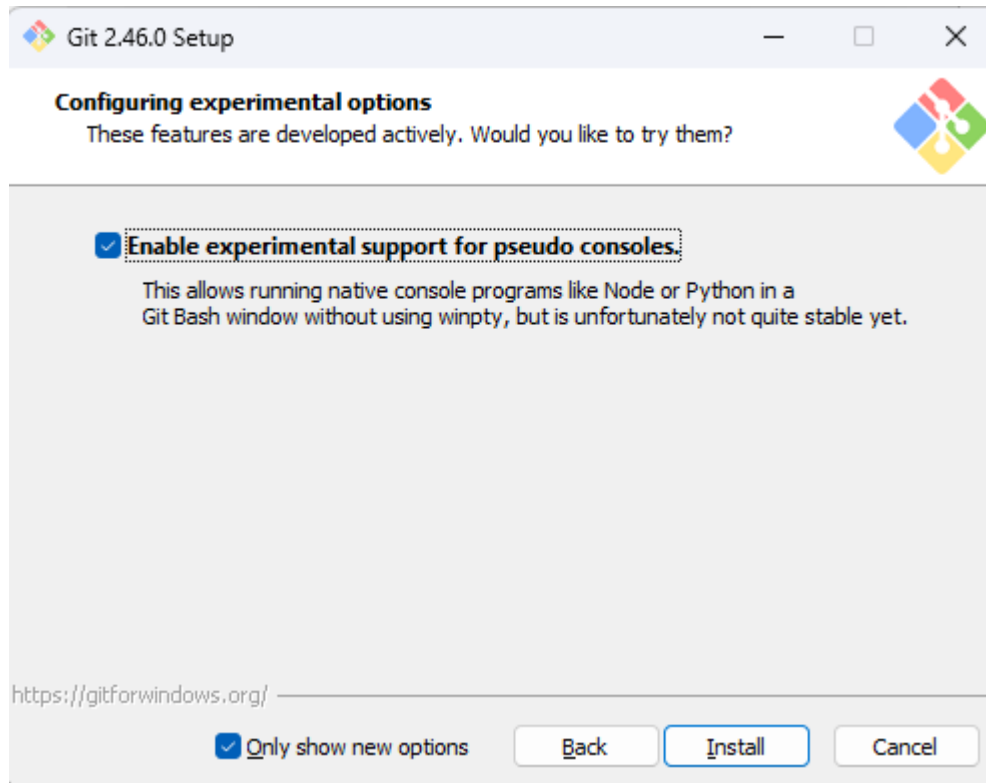 Git 2.46.0 Setup
Configuring experimental options
These features are developed actively. Would you like to try them?
Enable experimental support for pseudo consoles.
This allows running native console programs like Node or Python in a
Git Bash window without using winpty, but is unfortunately not quite stable yet.
https://gitforwindows.org/
Only show new options
Back
Install
Cancel